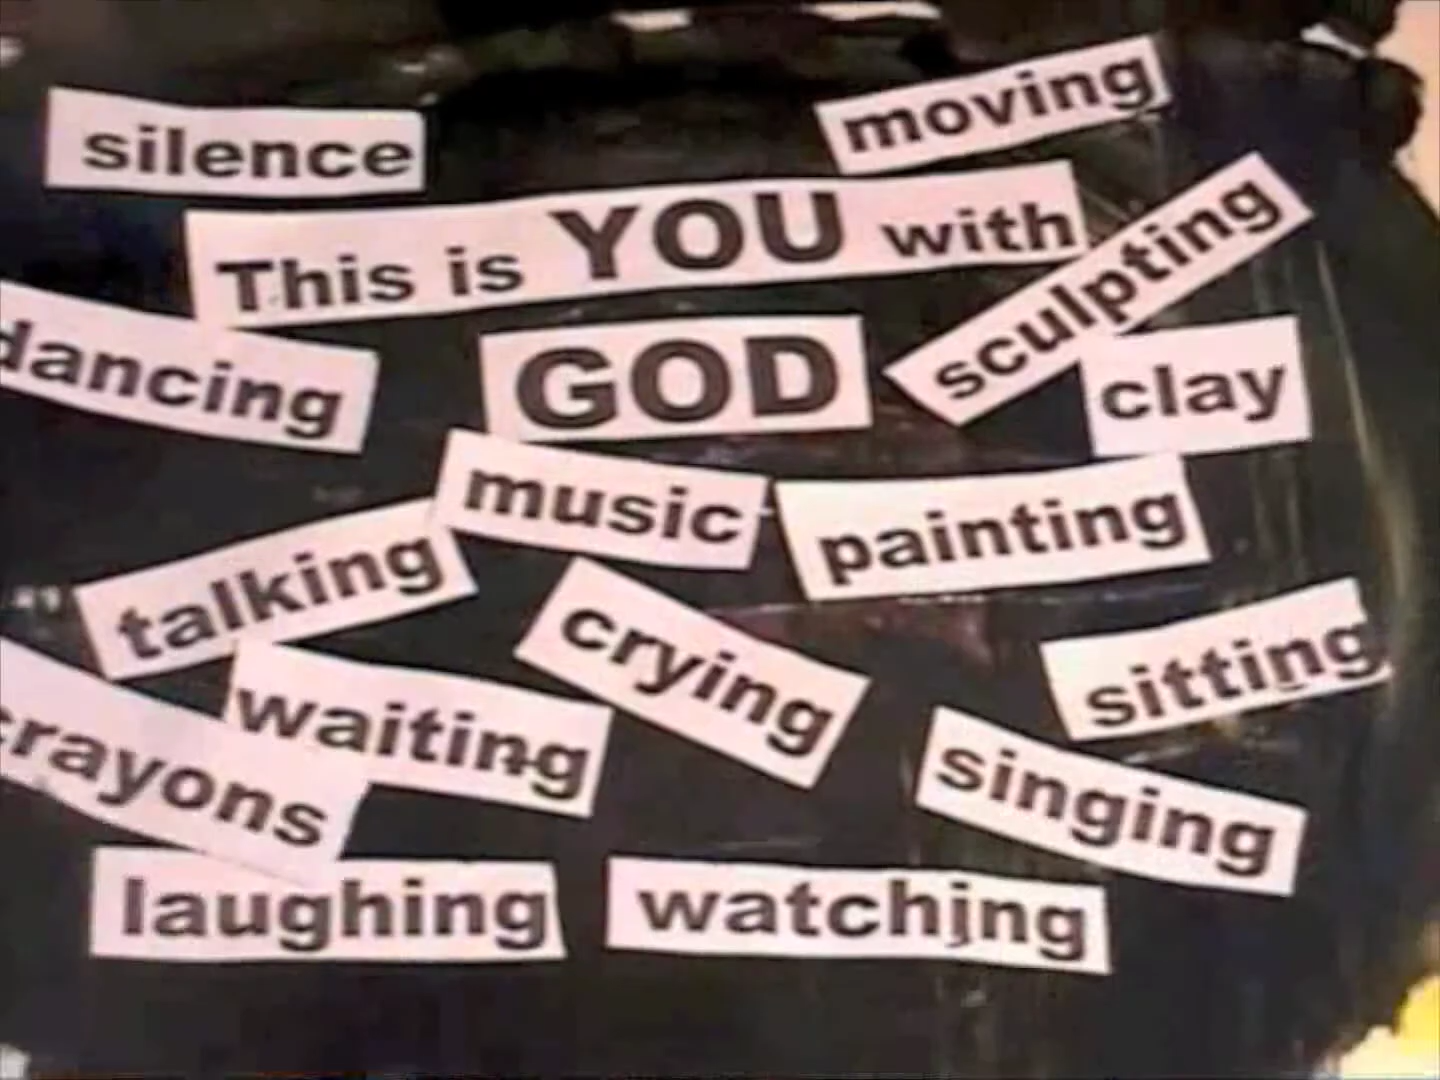 silence
moving
This is YOU with
sculpting
dancing
GOD
clay
music
painting
talking
crying
sitting
waiting
crayons
singing
laughing
watching